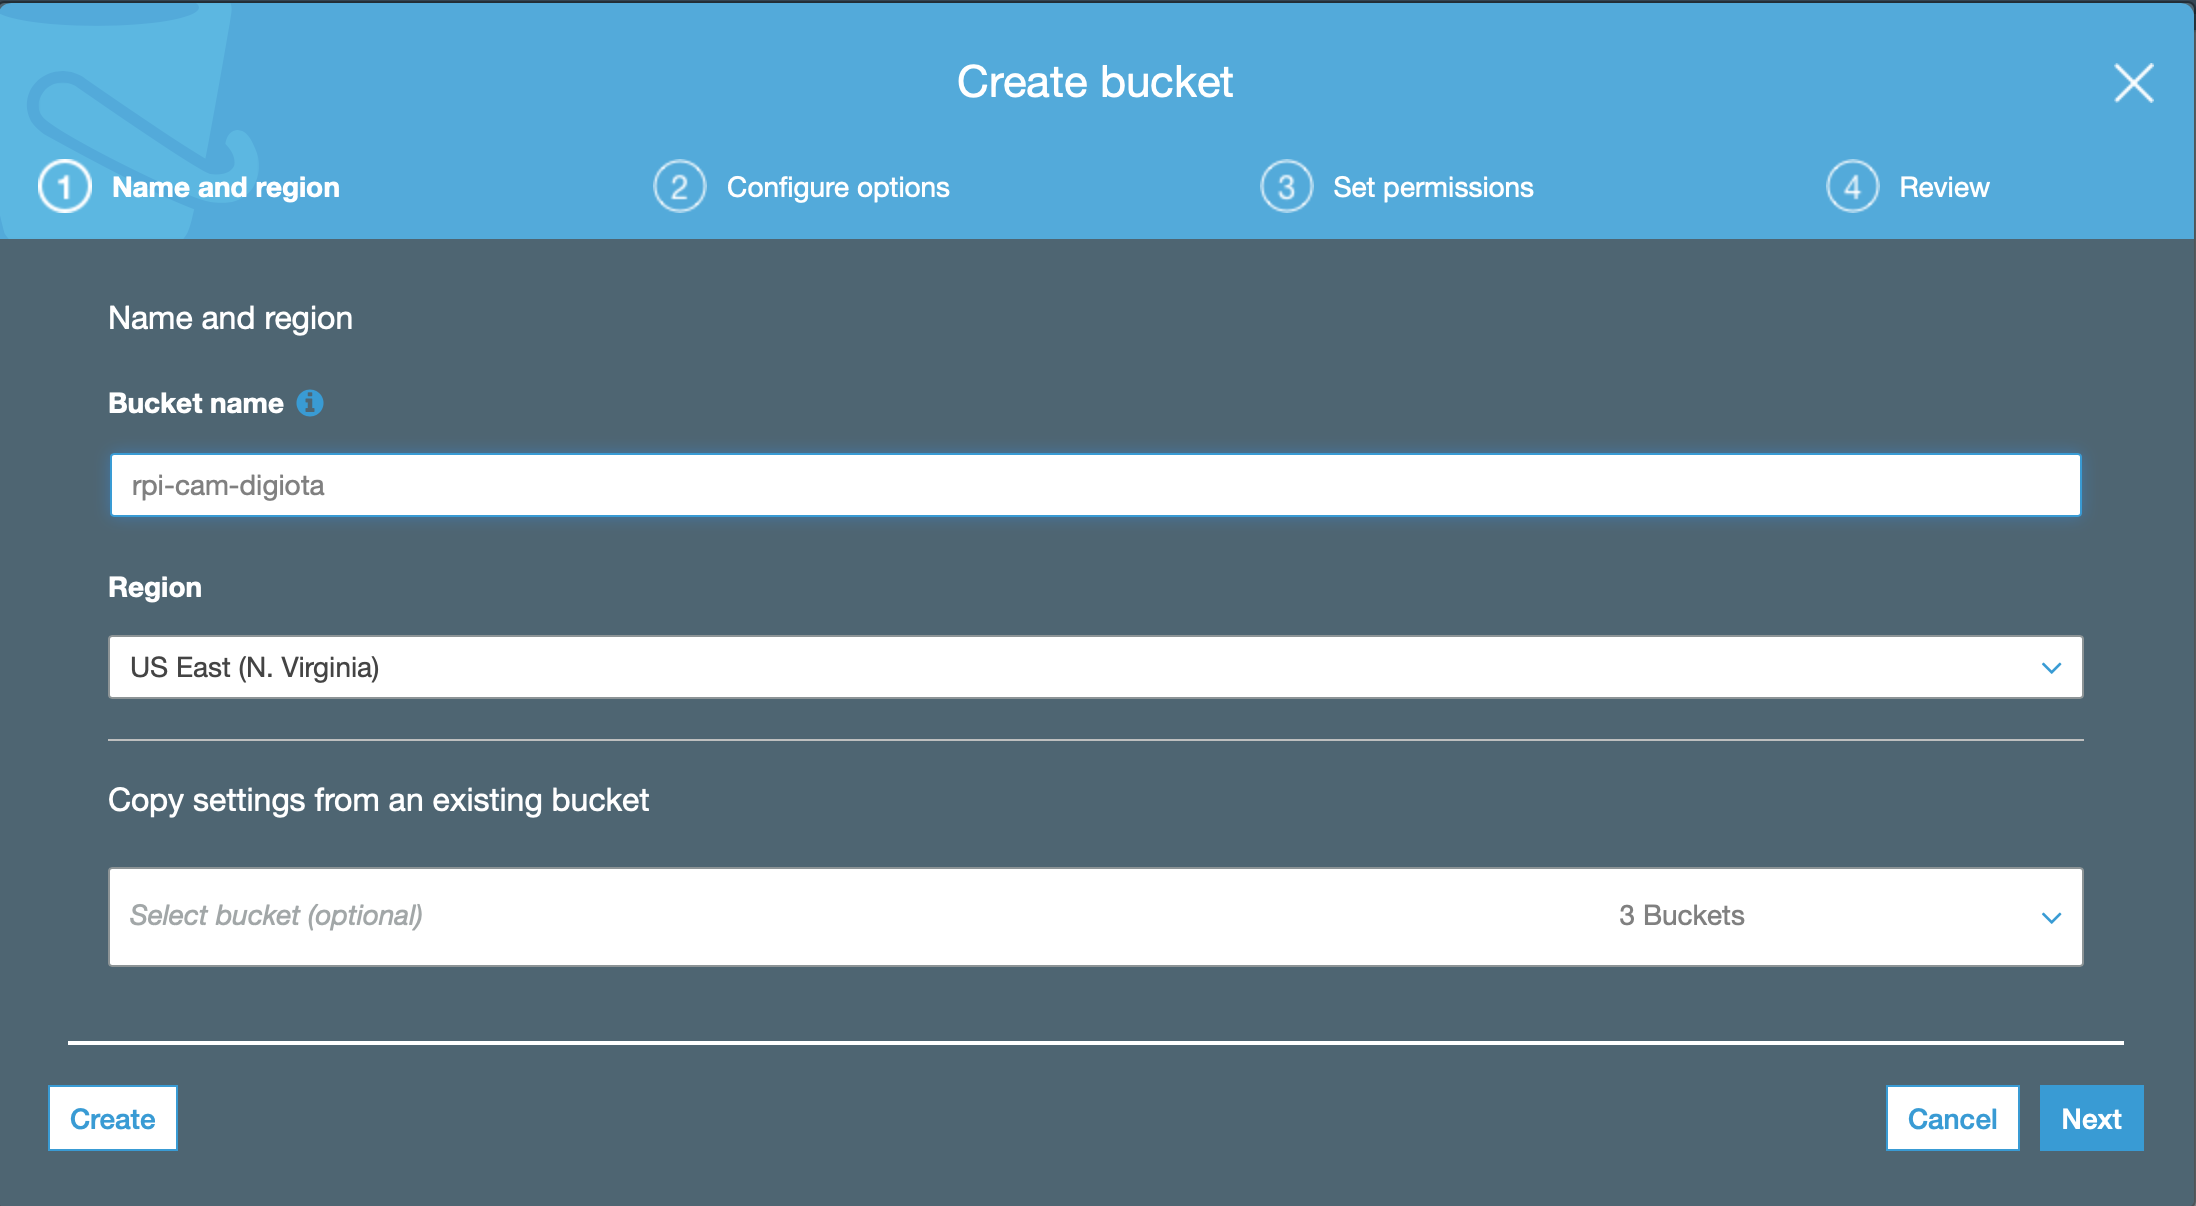 Create bucket
1 Name and region 2 Configure options 3 Set permissions 4 Review
Name and region
Bucket name
rpi-cam-digiota
Region
US East (N. Virginia)
Copy settings from an existing bucket
Select bucket (optional) 3 Buckets
Create Cancel Next